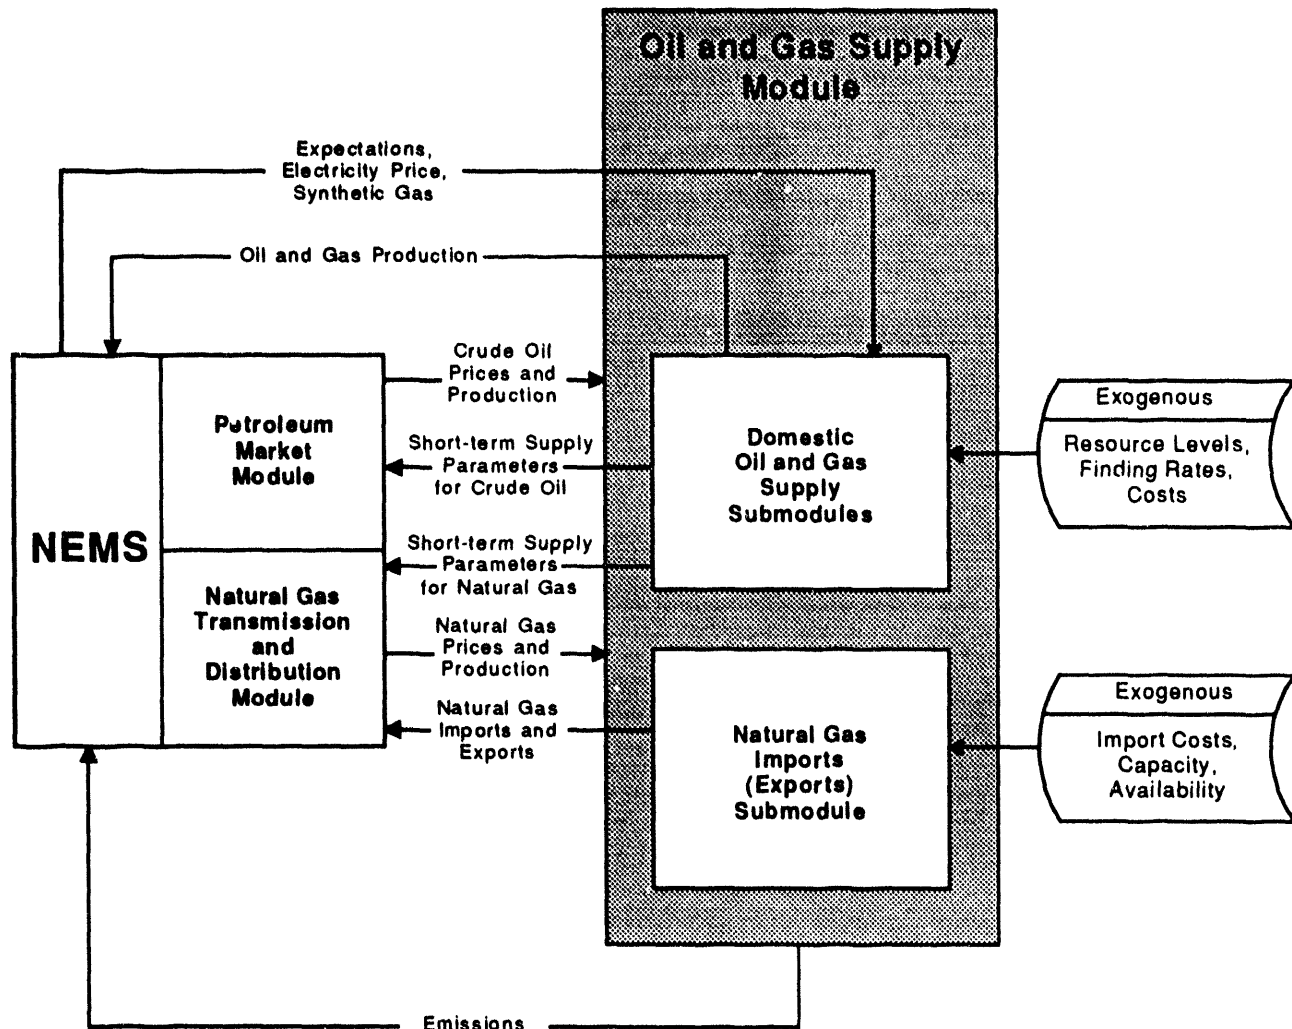 Oil and Gas Supply
Module
Expectations,
Electricity Price,
Synthetic Gas
Oil and Gas Production
NEMS
Petroleum
Market
Module
Natural Gas
Transmission
and
Distribution
Module
Crude Oil
Prices and
Production
Short-term Supply
Parameters
for Crude Oil
Short-term Supply
Parameters
for Natural Gas
Natural Gas
Prices and
Production
Natural Gas
Imports and
Exports
Domestic
Oil and Gas
Supply
Submodules
Natural Gas
Imports
(Exports)
Submodule
Exogenous
Resource Levels,
Finding Rates,
Costs
Exogenous
Import Costs,
Capacity,
Availability
Emissions